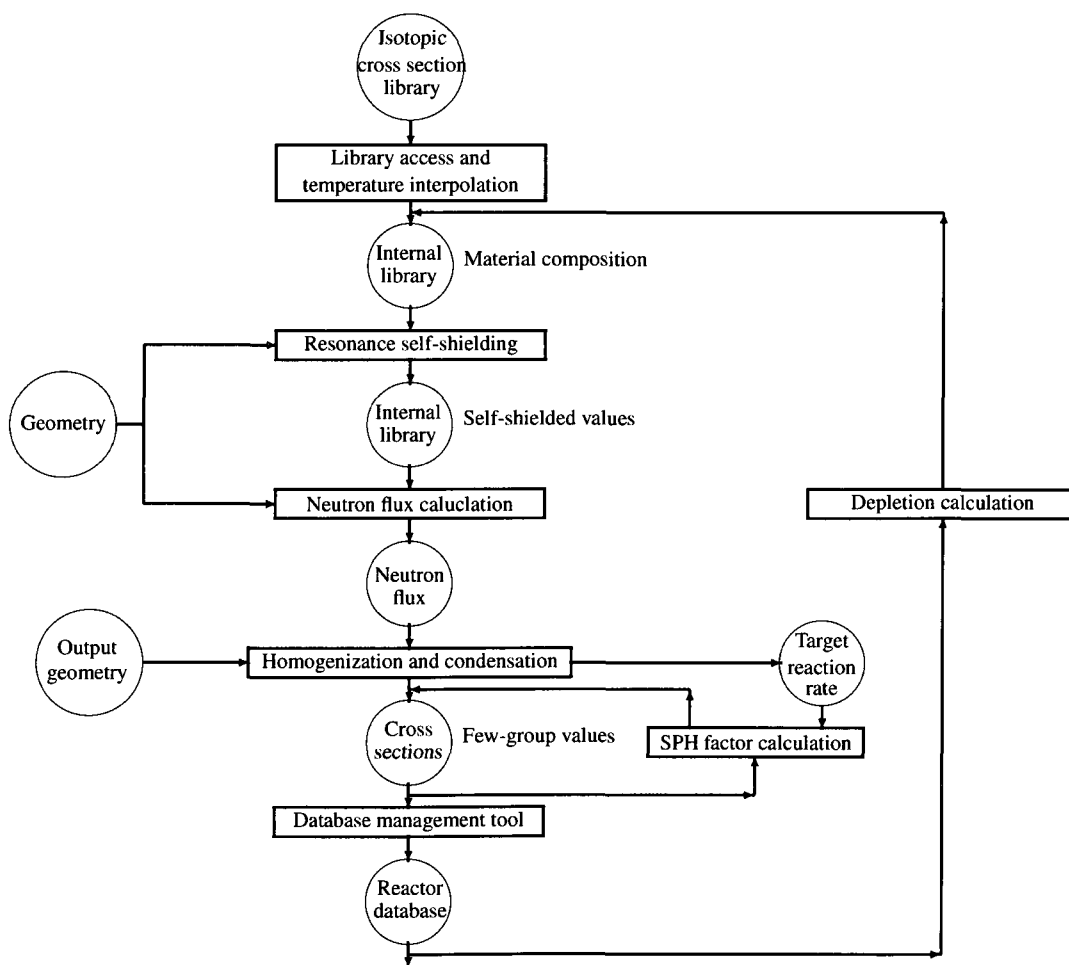 Isotopic
cross section
library
Library access and
temperature interpolation
Internal
library
Material composition
Resonance self-shielding
Geometry
Internal
library
Self-shielded values
Neutron flux caluclation
Depletion calculation
Neutron
flux
Output
geometry
Homogenization and condensation
Target
reaction
rate
Cross
sections
Few-group values
SPH factor calculation
Database management tool
Reactor
database